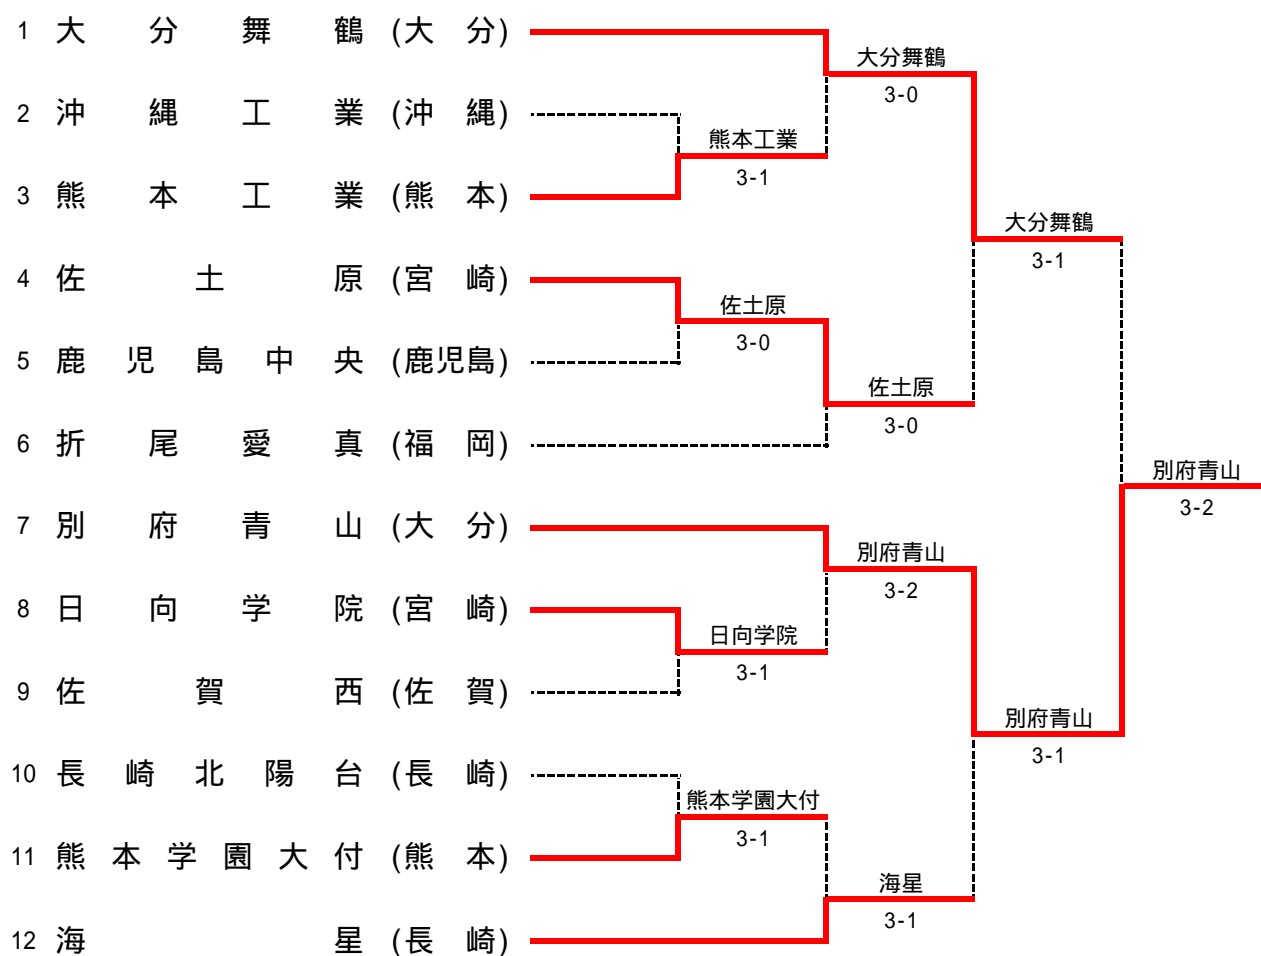 1 大分舞鶴 (大分)
大分舞鶴
3-0
2 沖縄工業 (沖縄)
熊本工業
3-1
3 熊本工業 (熊本)
大分舞鶴
3-1
4 佐土原 (宮崎)
佐土原
3-0
5 鹿児島中央 (鹿児島)
佐土原
3-0
6 折尾愛真 (福岡)
別府青山
3-2
7 別府青山 (大分)
別府青山
3-2
8 日向学院 (宮崎)
日向学院
3-1
9 佐賀西 (佐賀)
別府青山
3-1
10 長崎北陽台 (長崎)
熊本学園大付
3-1
11 熊本学園大付 (熊本)
海星
3-1
12 海星 (長崎)